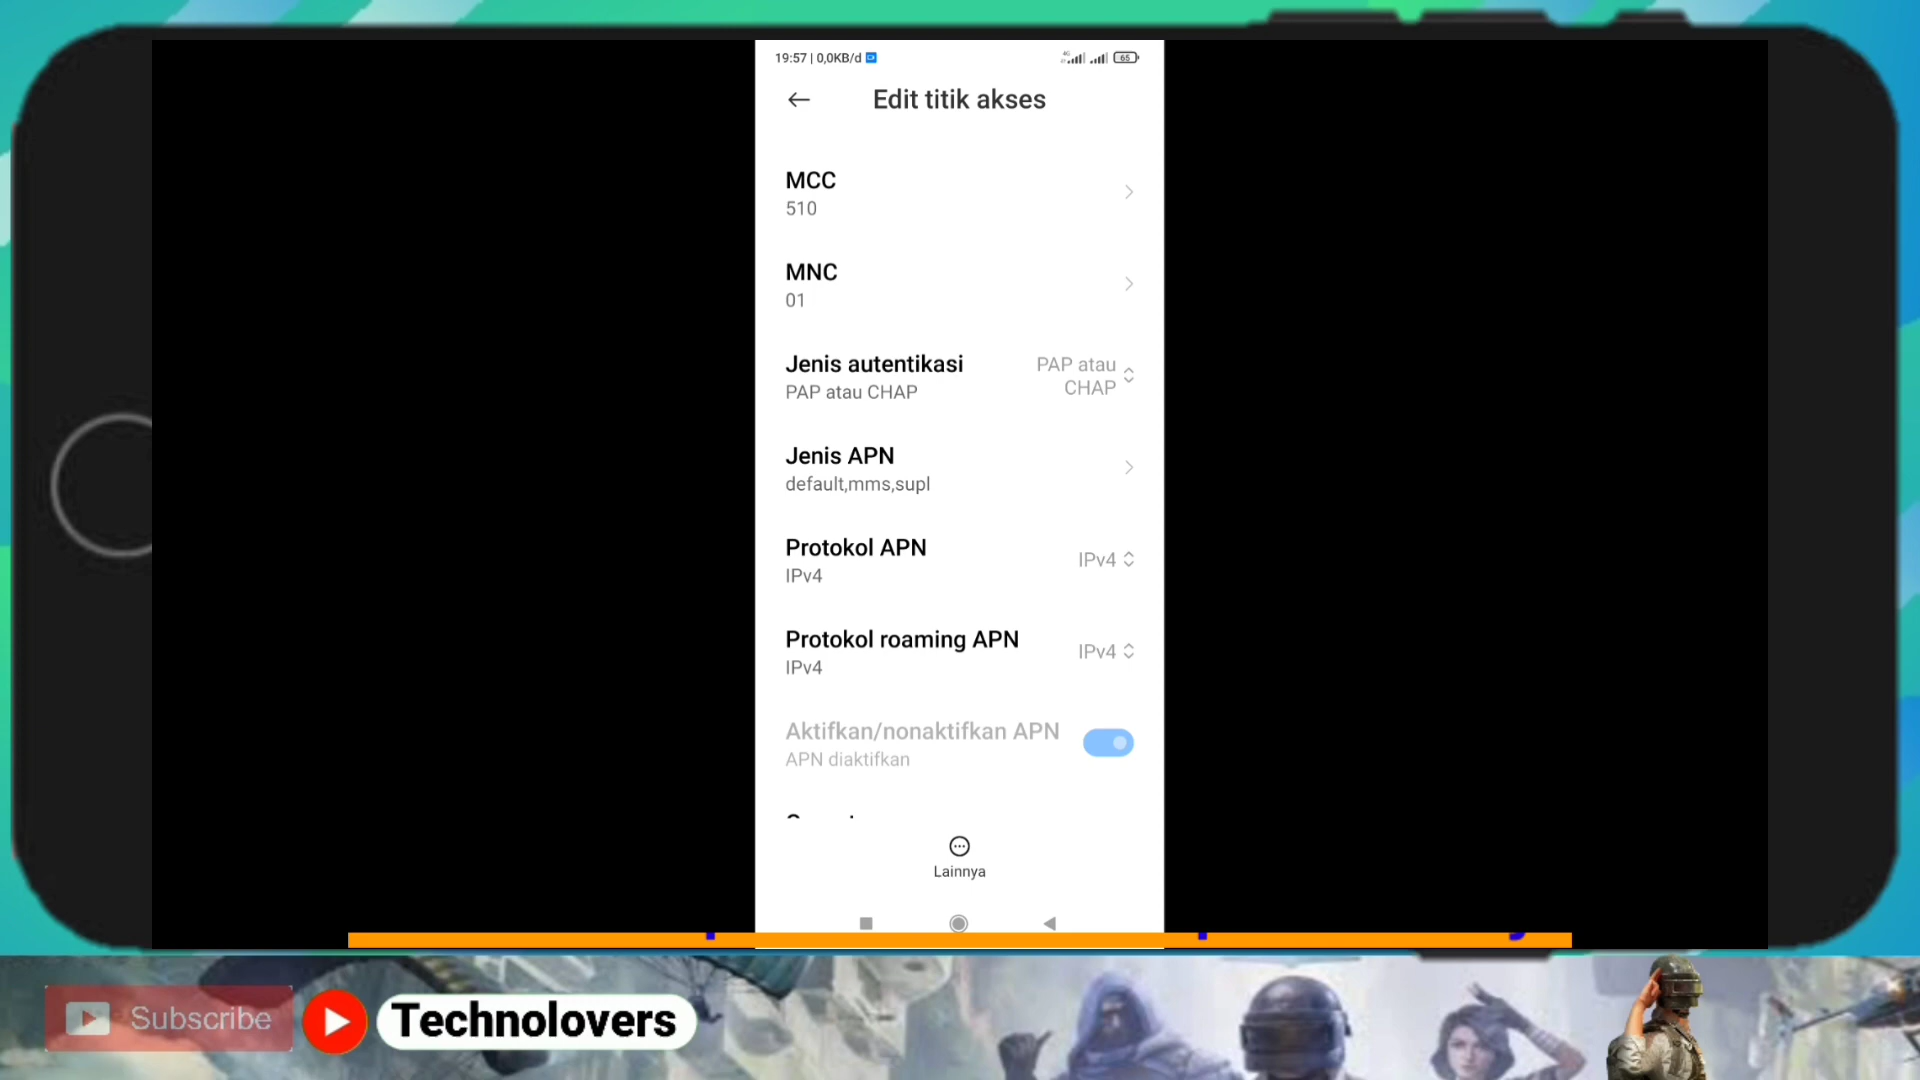 19:57 | 0,0KB/d
4G
65
Edit titik akses
MCC
510
MNC
01
Jenis autentikasi
PAP atau CHAP
PAP atau
CHAP
Jenis APN
default,mms,supl
Protokol APN
IPv4
IPv4
Protokol roaming APN
IPv4
IPv4
Aktifkan/nonaktifkan APN
APN diaktifkan
Lainnya
Subscribe
Technolovers